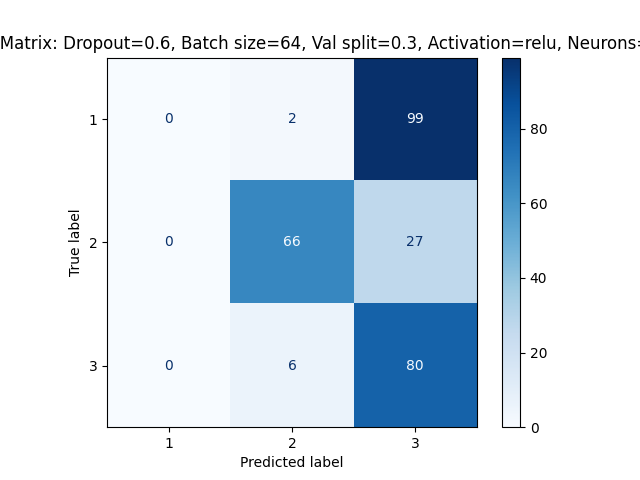 Matrix: Dropout=0.6, Batch size=64, Val split=0.3, Activation=relu, Neurons=
1 0 2 99
2 0 66 27
3 0 6 80
1 2 3
True label
Predicted label
80
60
40
20
0